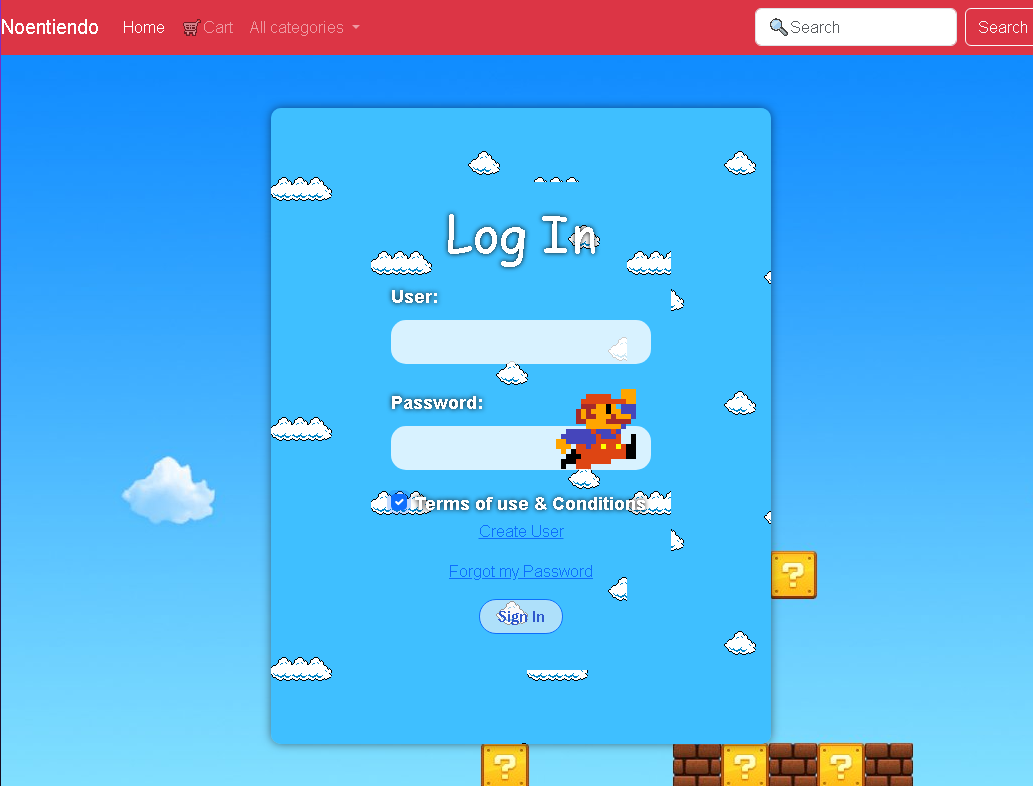 Noentiendo Home Cart All categories Search Search
Log In
User:
Password:
Terms of use & Conditions
Create User
Forgot my Password
Sign In
?
? ? ?